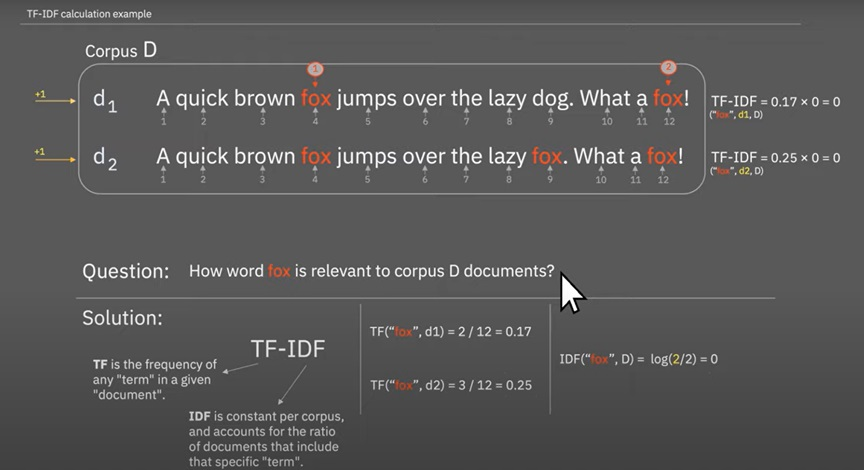 TF-IDF calculation example
Corpus D
1 2
+1 d1 A quick brown fox jumps over the lazy dog. What a fox! TF-IDF = 0.17 × 0 = 0
1 2 3 4 5 6 7 8 9 10 11 12 ("fox", d1, D)
+1 d2 A quick brown fox jumps over the lazy fox. What a fox! TF-IDF = 0.25 × 0 = 0
1 2 3 4 5 6 7 8 9 10 11 12 ("fox", d2, D)
Question: How word fox is relevant to corpus D documents?
Solution:
TF-IDF
TF is the frequency of
any "term" in a given
"document".
IDF is constant per corpus,
and accounts for the ratio
of documents that include
that specific "term".
TF("fox", d1) = 2 / 12 = 0.17
TF("fox", d2) = 3 / 12 = 0.25
IDF("fox", D) = log(2/2) = 0